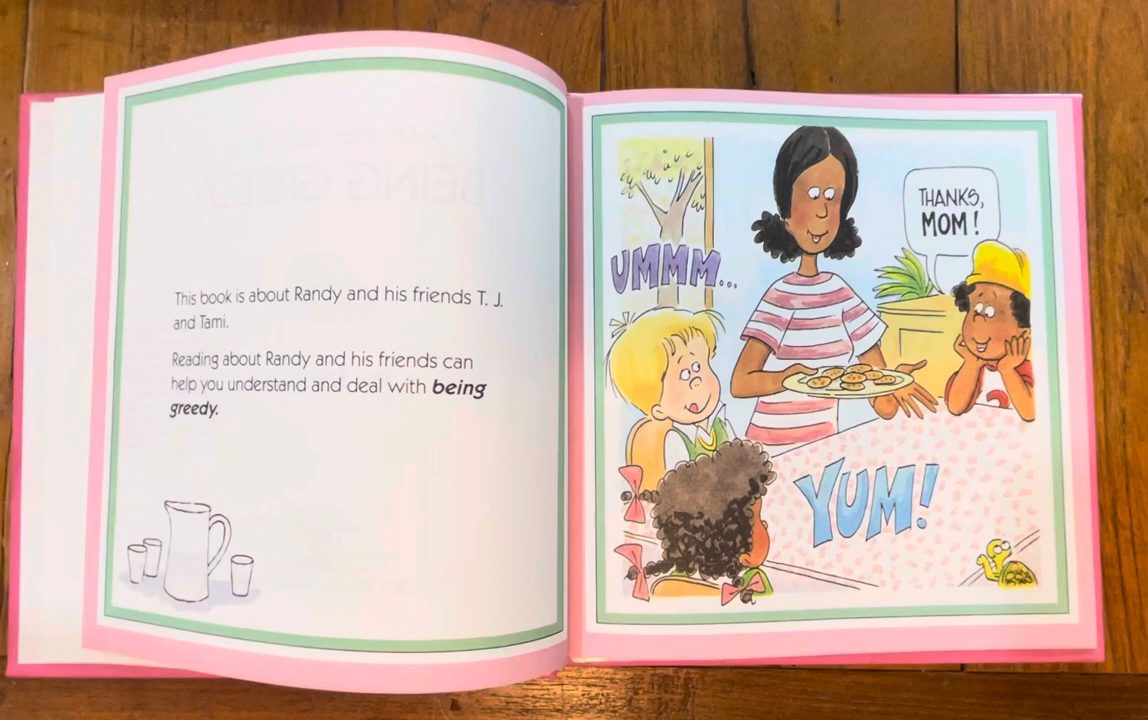 This book is about Randy and his friends T. J.
and Tami.
Reading about Randy and his friends can
help you understand and deal with being
greedy.
THANKS,
MOM!
UMMM...
YUM!